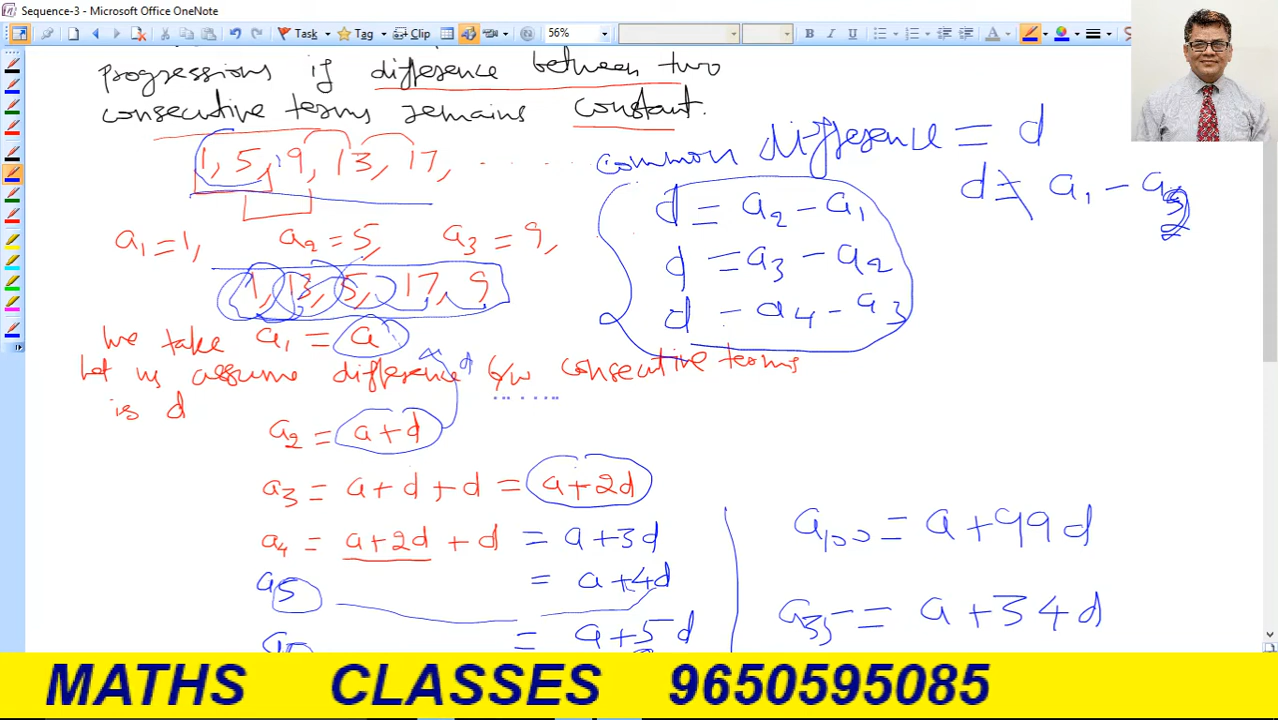 Sequence-3 - Microsoft Office OneNote
Task Tag Clip 56% B I U A
progressions if difference between two
consecutive terms remains constant.
1, 5, 9, 13, 17, .....
a1 = 1, a2 = 5, a3 = 9,
1, 13, 5, 17, 9
We take a1 = a
Let us assume difference b/w consecutive terms
is d
a2 = a+d
a3 = a+d+d = a+2d
a4 = a+2d+d = a+3d
a5 = a+4d
= a+5d
common difference = d
d ≠ a1 - a2
d = a2 - a1
d = a3 - a2
d = a4 - a3
a100 = a+99d
a35 = a+34d
MATHS CLASSES 9650595085